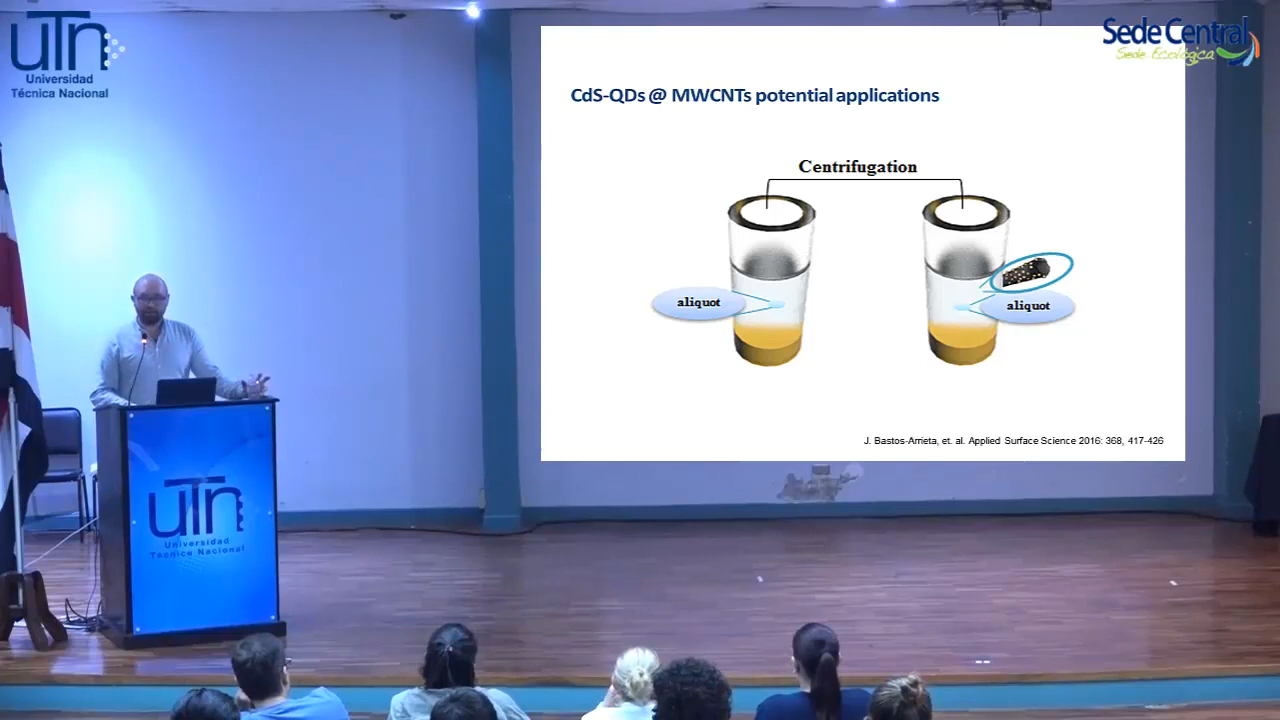 uTn
Universidad
Técnica Nacional
Sede Central
Sede Ecológica
CdS-QDs @ MWCNTs potential applications
Centrifugation
aliquot
aliquot
J. Bastos-Arrieta, et. al. Applied Surface Science 2016: 368, 417-426
uTn
Universidad
Técnica Nacional